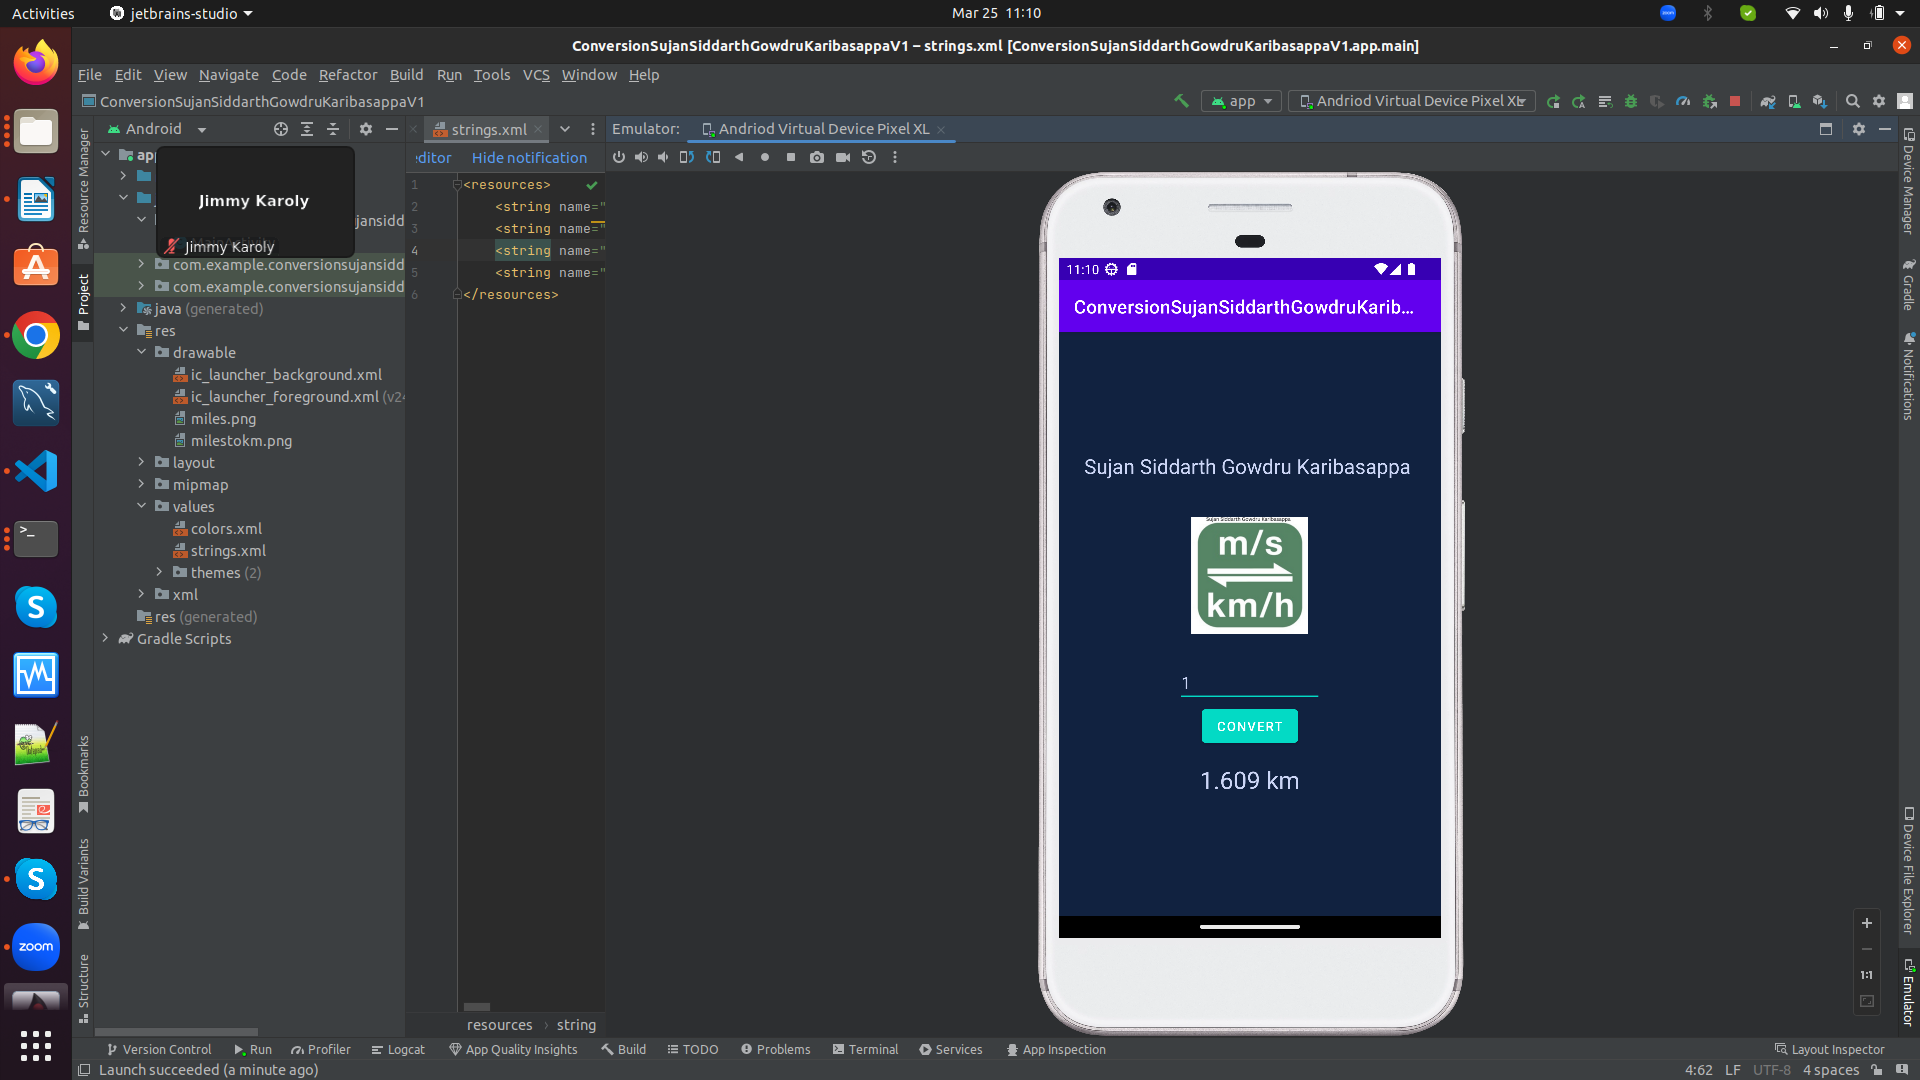 Activities
jetbrains-studio
Mar 25 11:10
zoom
ConversionSujanSiddarthGowdruKaribasappaV1 – strings.xml [ConversionSujanSiddarthGowdruKaribasappaV1.app.main]
File Edit View Navigate Code Refactor Build Run Tools VCS Window Help
ConversionSujanSiddarthGowdruKaribasappaV1
app
Andriod Virtual Device Pixel XL
Android
strings.xml
Emulator:
Andriod Virtual Device Pixel XL
editor
Hide notification
Resource Manager
Project
Bookmarks
Build Variants
Structure
app
Jimmy Karoly
Jimmy Karoly
jansidd
com.example.conversionsujansidd
com.example.conversionsujansidd
java (generated)
res
drawable
ic_launcher_background.xml
ic_launcher_foreground.xml (v24
miles.png
milestokm.png
layout
mipmap
values
colors.xml
strings.xml
themes (2)
xml
res (generated)
Gradle Scripts
1 <resources>
2 <string name="
3 <string name="
4 <string name="
5 <string name="
6 </resources>
resources › string
11:10
ConversionSujanSiddarthGowdruKarib...
Sujan Siddarth Gowdru Karibasappa
Sujan Siddarth Gowdru Karibasappa
m/s
km/h
1
CONVERT
1.609 km
Device Manager
Gradle
Notifications
Device File Explorer
Emulator
1:1
zoom
Version Control Run Profiler Logcat App Quality Insights Build TODO Problems Terminal Services App Inspection
Layout Inspector
Launch succeeded (a minute ago)
4:62 LF UTF-8 4 spaces